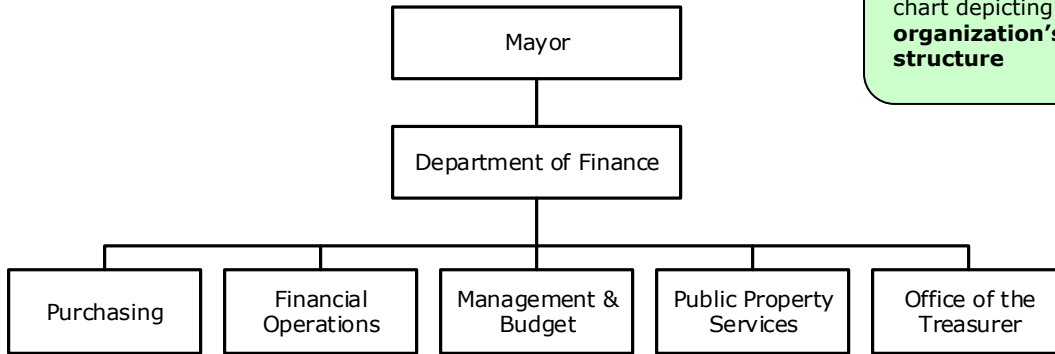 chart depicting
organization's
structure
Mayor
Department of Finance
Purchasing
Financial
Operations
Management &
Budget
Public Property
Services
Office of the
Treasurer